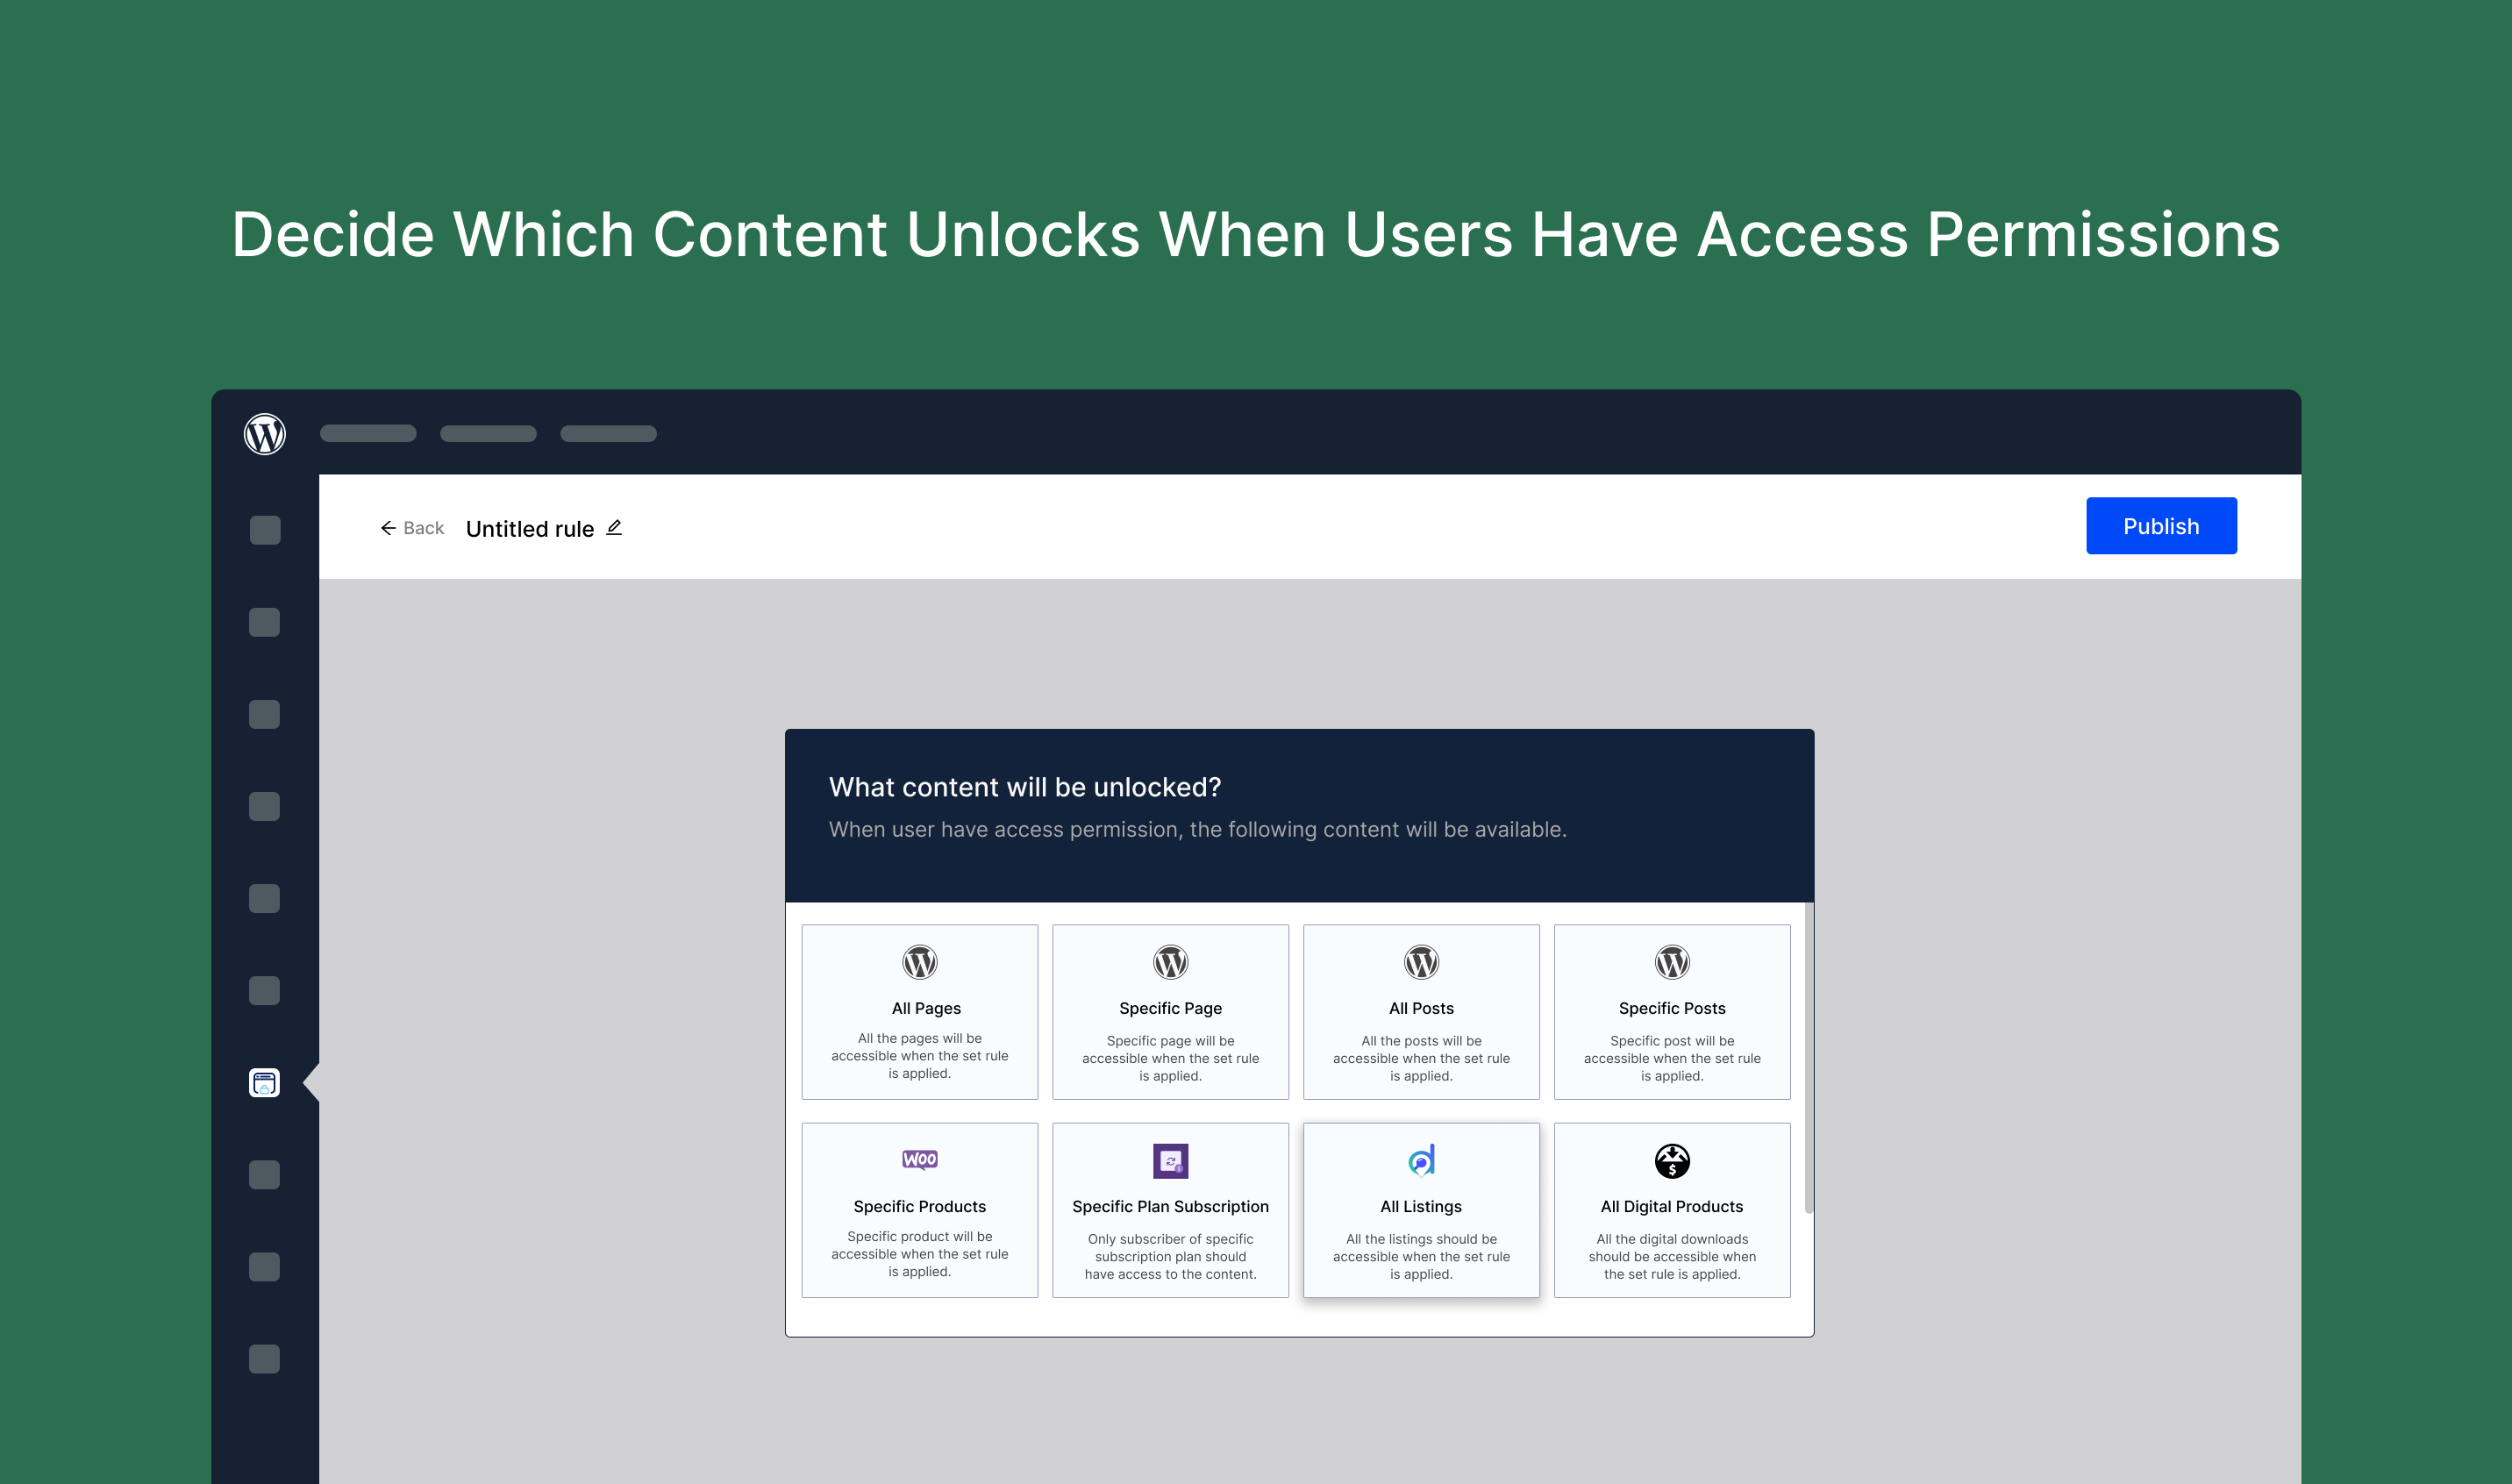 Decide Which Content Unlocks When Users Have Access Permissions
Back
Untitled rule
Publish
What content will be unlocked?
When user have access permission, the following content will be available.
All Pages
All the pages will be
accessible when the set rule
is applied.
Specific Page
Specific page will be
accessible when the set rule
is applied.
All Posts
All the posts will be
accessible when the set rule
is applied.
Specific Posts
Specific post will be
accessible when the set rule
is applied.
Woo
Specific Products
Specific product will be
accessible when the set rule
is applied.
Specific Plan Subscription
Only subscriber of specific
subscription plan should
have access to the content.
All Listings
All the listings should be
accessible when the set rule
is applied.
$
All Digital Products
All the digital downloads
should be accessible when
the set rule is applied.